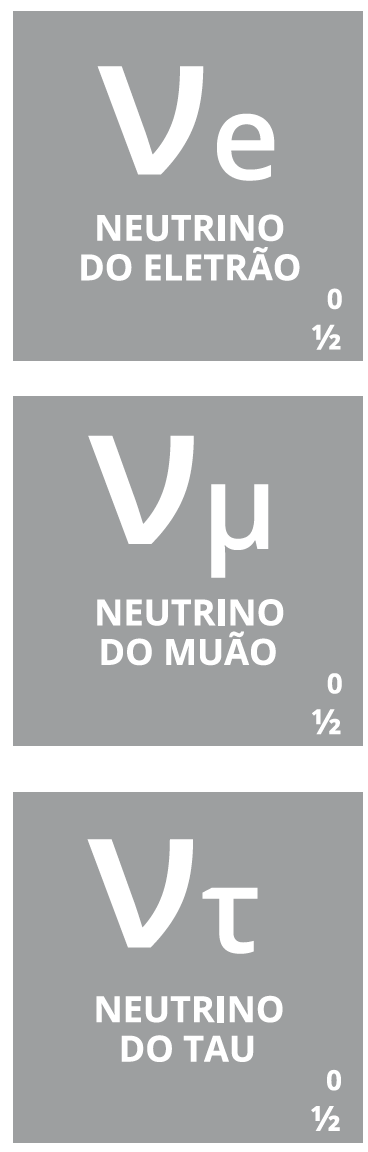 νe
NEUTRINO
DO ELETRÃO
0
½
νμ
NEUTRINO
DO MUÃO
0
½
ντ
NEUTRINO
DO TAU
0
½